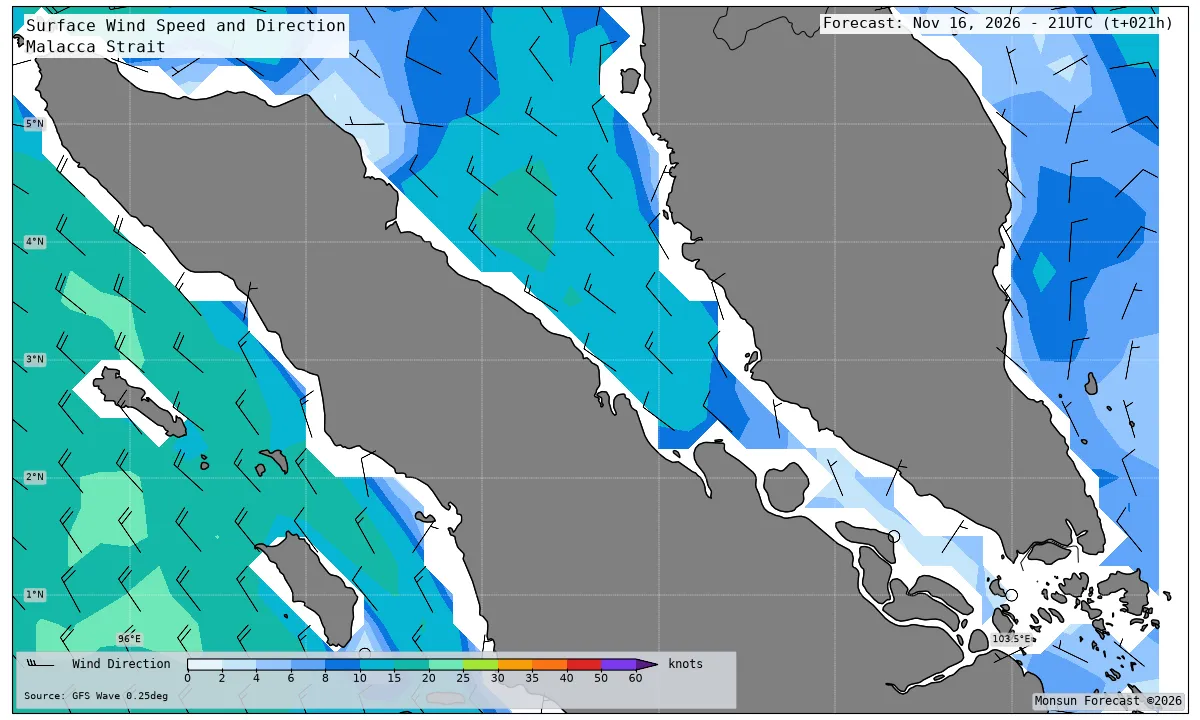 Surface Wind Speed and Direction
Malacca Strait
Forecast: Nov 16, 2026 - 21UTC (t+021h)
5°N
4°N
3°N
2°N
1°N
96°E
103.5°E
Wind Direction
knots
0 2 4 6 8 10 15 20 25 30 35 40 50 60
Source: GFS Wave 0.25deg
Monsun Forecast ©2026